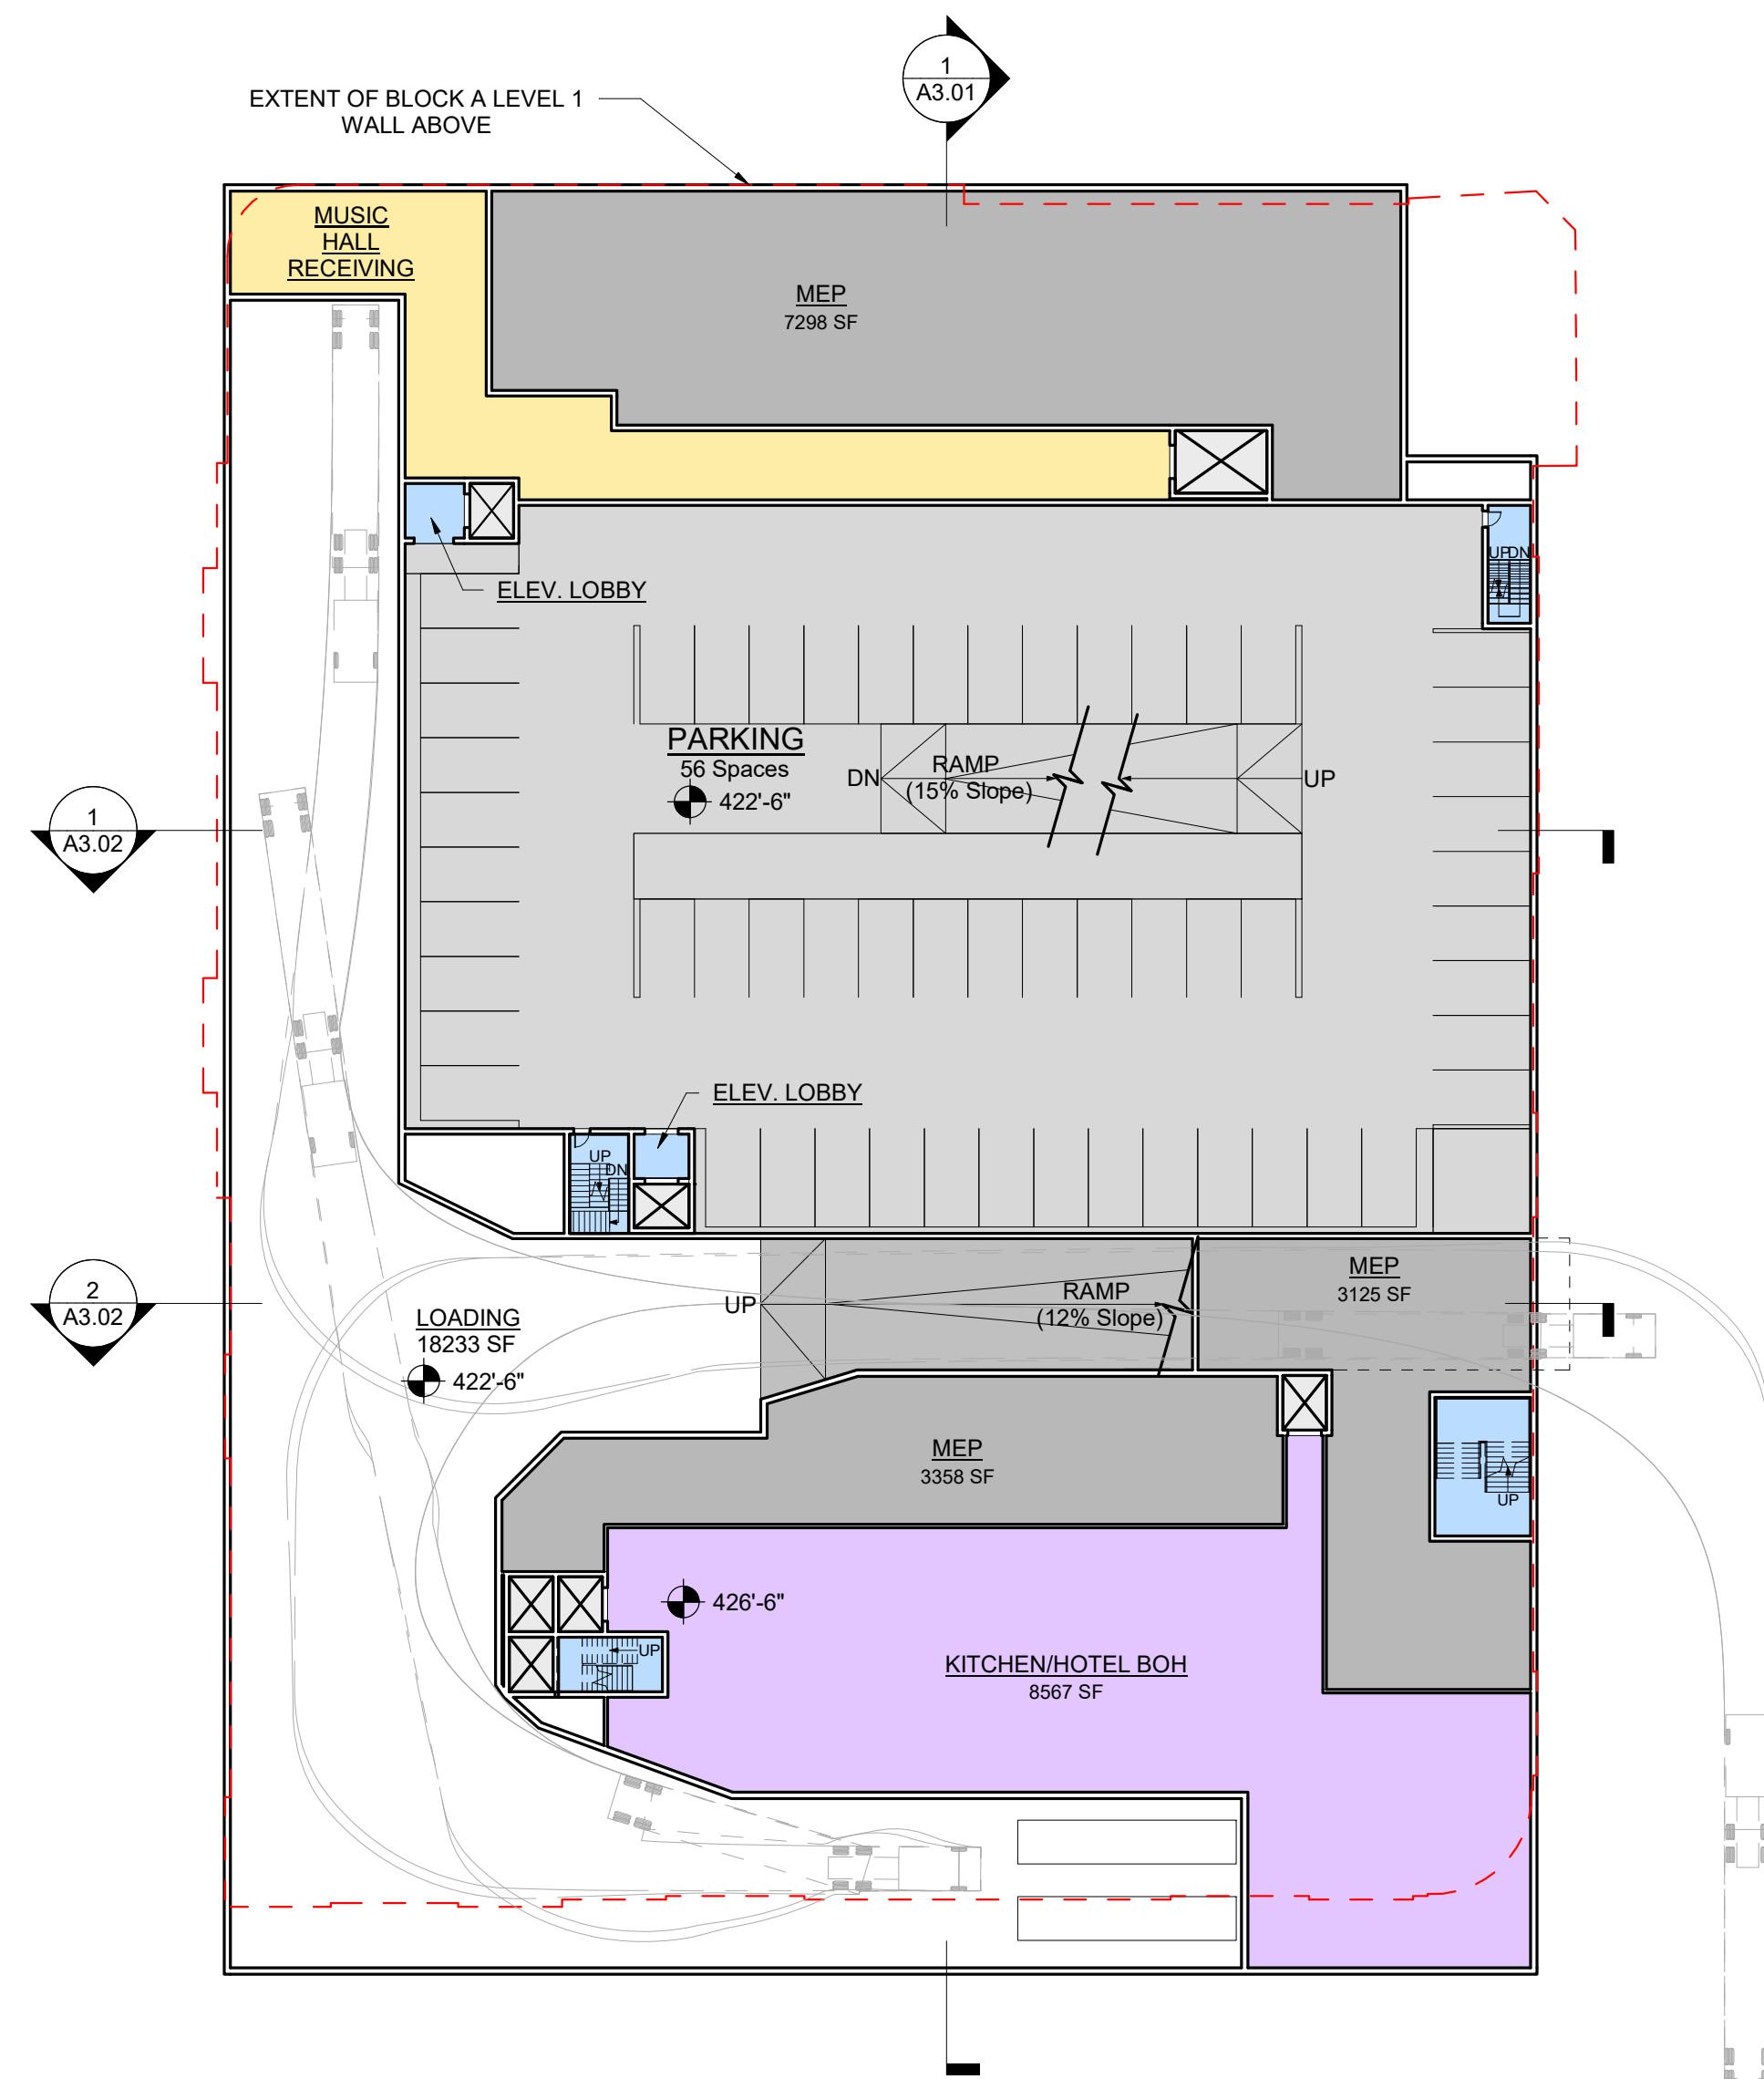 1
A3.01
EXTENT OF BLOCK A LEVEL 1
WALL ABOVE
MUSIC
HALL
RECEIVING
MEP
7298 SF
UP DN
ELEV. LOBBY
PARKING
56 Spaces
422'-6"
DN
RAMP
(15% Slope)
UP
1
A3.02
ELEV. LOBBY
UP
DN
MEP
3125 SF
2
A3.02
UP
RAMP
(12% Slope)
LOADING
18233 SF
422'-6"
MEP
3358 SF
UP
426'-6"
UP
KITCHEN/HOTEL BOH
8567 SF